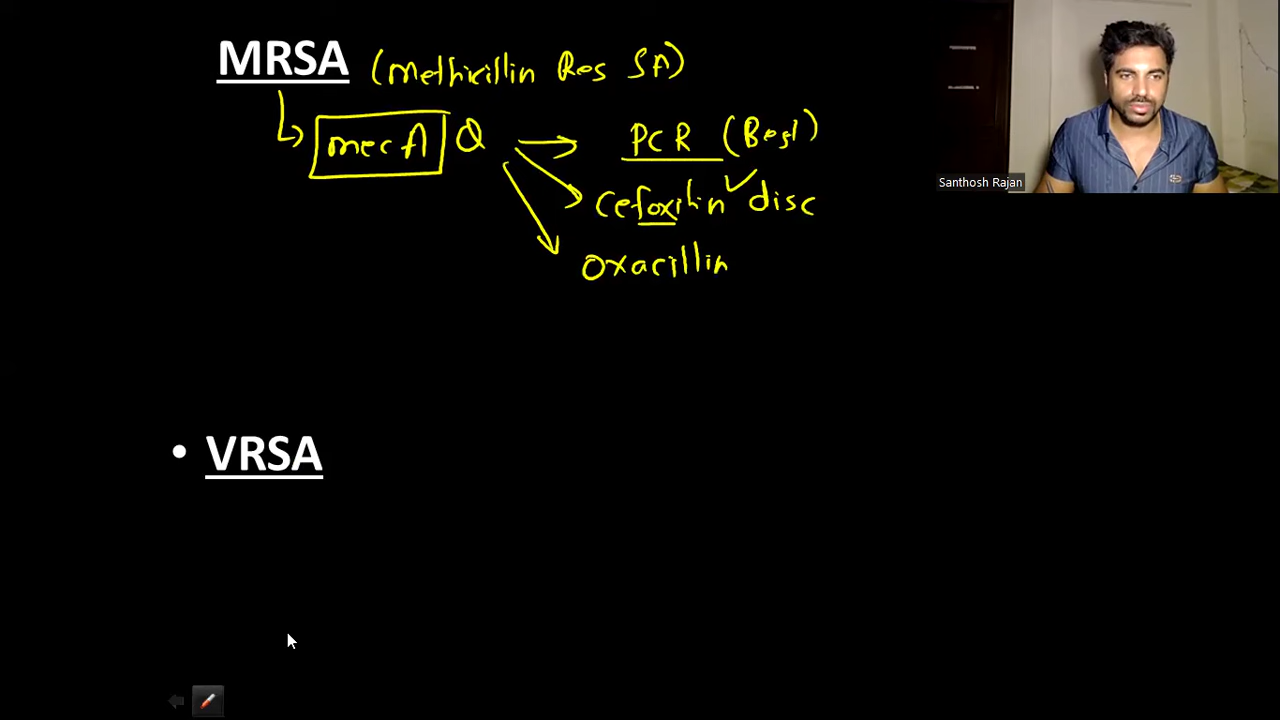 MRSA (Methicillin Res SA)
mecA Q PCR (Best)
cefoxitin disc
oxacillin
Santhosh Rajan
• VRSA